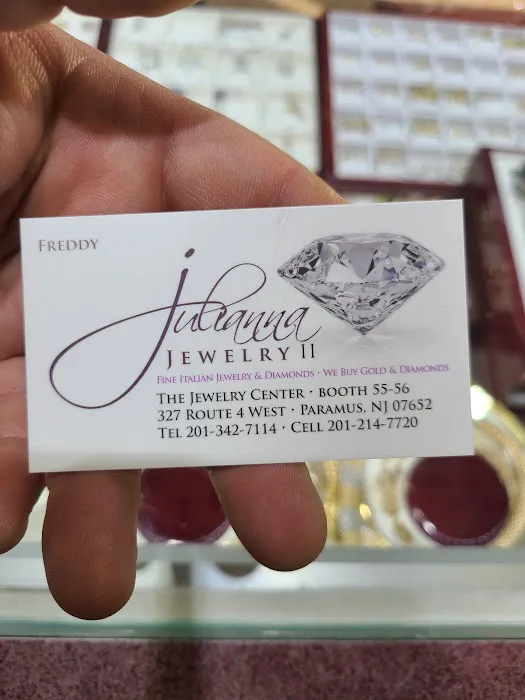 FREDDY
Julianna
JEWELRY II
FINE ITALIAN JEWELRY & DIAMONDS · WE BUY GOLD & DIAMONDS
THE JEWELRY CENTER · BOOTH 55-56
327 ROUTE 4 WEST · PARAMUS, NJ 07652
TEL 201-342-7114 · CELL 201-214-7720